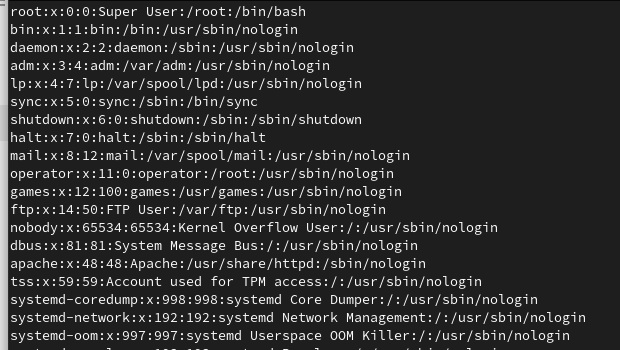 root:x:0:0:Super User:/root:/bin/bash
bin:x:1:1:bin:/bin:/usr/sbin/nologin
daemon:x:2:2:daemon:/sbin:/usr/sbin/nologin
adm:x:3:4:adm:/var/adm:/usr/sbin/nologin
lp:x:4:7:lp:/var/spool/lpd:/usr/sbin/nologin
sync:x:5:0:sync:/sbin:/bin/sync
shutdown:x:6:0:shutdown:/sbin:/sbin/shutdown
halt:x:7:0:halt:/sbin:/sbin/halt
mail:x:8:12:mail:/var/spool/mail:/usr/sbin/nologin
operator:x:11:0:operator:/root:/usr/sbin/nologin
games:x:12:100:games:/usr/games:/usr/sbin/nologin
ftp:x:14:50:FTP User:/var/ftp:/usr/sbin/nologin
nobody:x:65534:65534:Kernel Overflow User:/:/usr/sbin/nologin
dbus:x:81:81:System Message Bus:/:/usr/sbin/nologin
apache:x:48:48:Apache:/usr/share/httpd:/sbin/nologin
tss:x:59:59:Account used for TPM access:/:/usr/sbin/nologin
systemd-coredump:x:998:998:systemd Core Dumper:/:/usr/sbin/nologin
systemd-network:x:192:192:systemd Network Management:/:/usr/sbin/nologin
systemd-oom:x:997:997:systemd Userspace OOM Killer:/:/usr/sbin/nologin